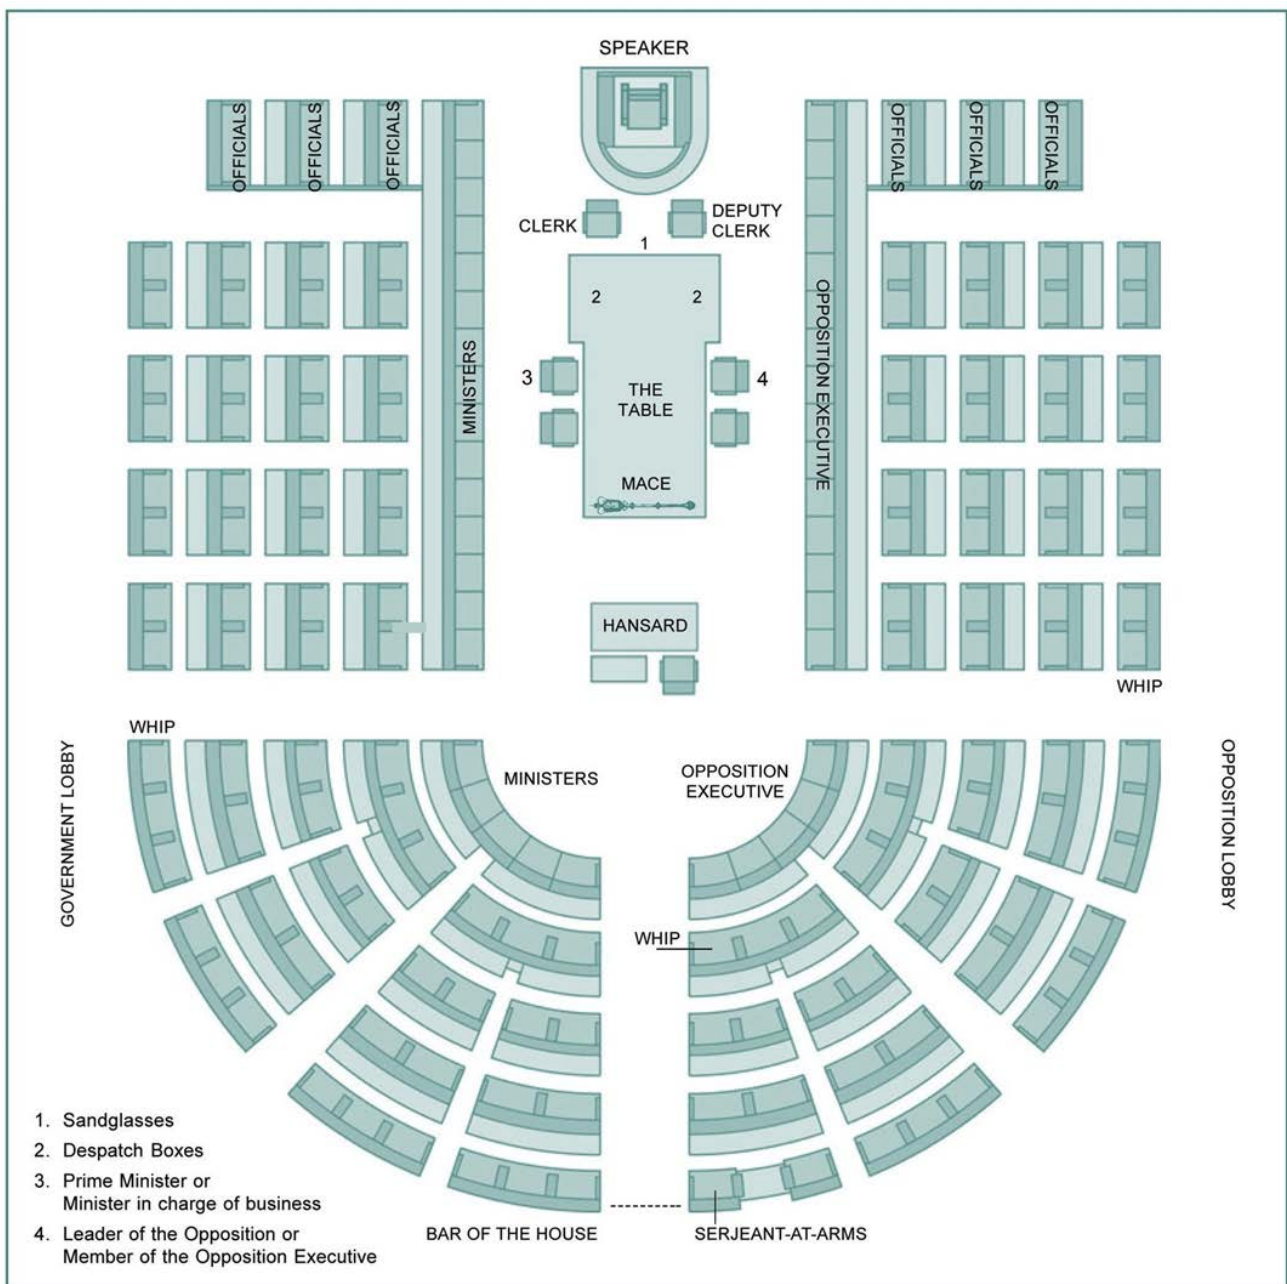 SPEAKER
OFFICIALS
OFFICIALS
OFFICIALS
OFFICIALS
OFFICIALS
OFFICIALS
CLERK
DEPUTY
CLERK
1
2
2
MINISTERS
OPPOSITION EXECUTIVE
3
4
THE
TABLE
MACE
HANSARD
WHIP
WHIP
GOVERNMENT LOBBY
MINISTERS
OPPOSITION
EXECUTIVE
OPPOSITION LOBBY
WHIP
1. Sandglasses
2. Despatch Boxes
3. Prime Minister or
Minister in charge of business
4. Leader of the Opposition or
Member of the Opposition Executive
BAR OF THE HOUSE
SERJEANT-AT-ARMS